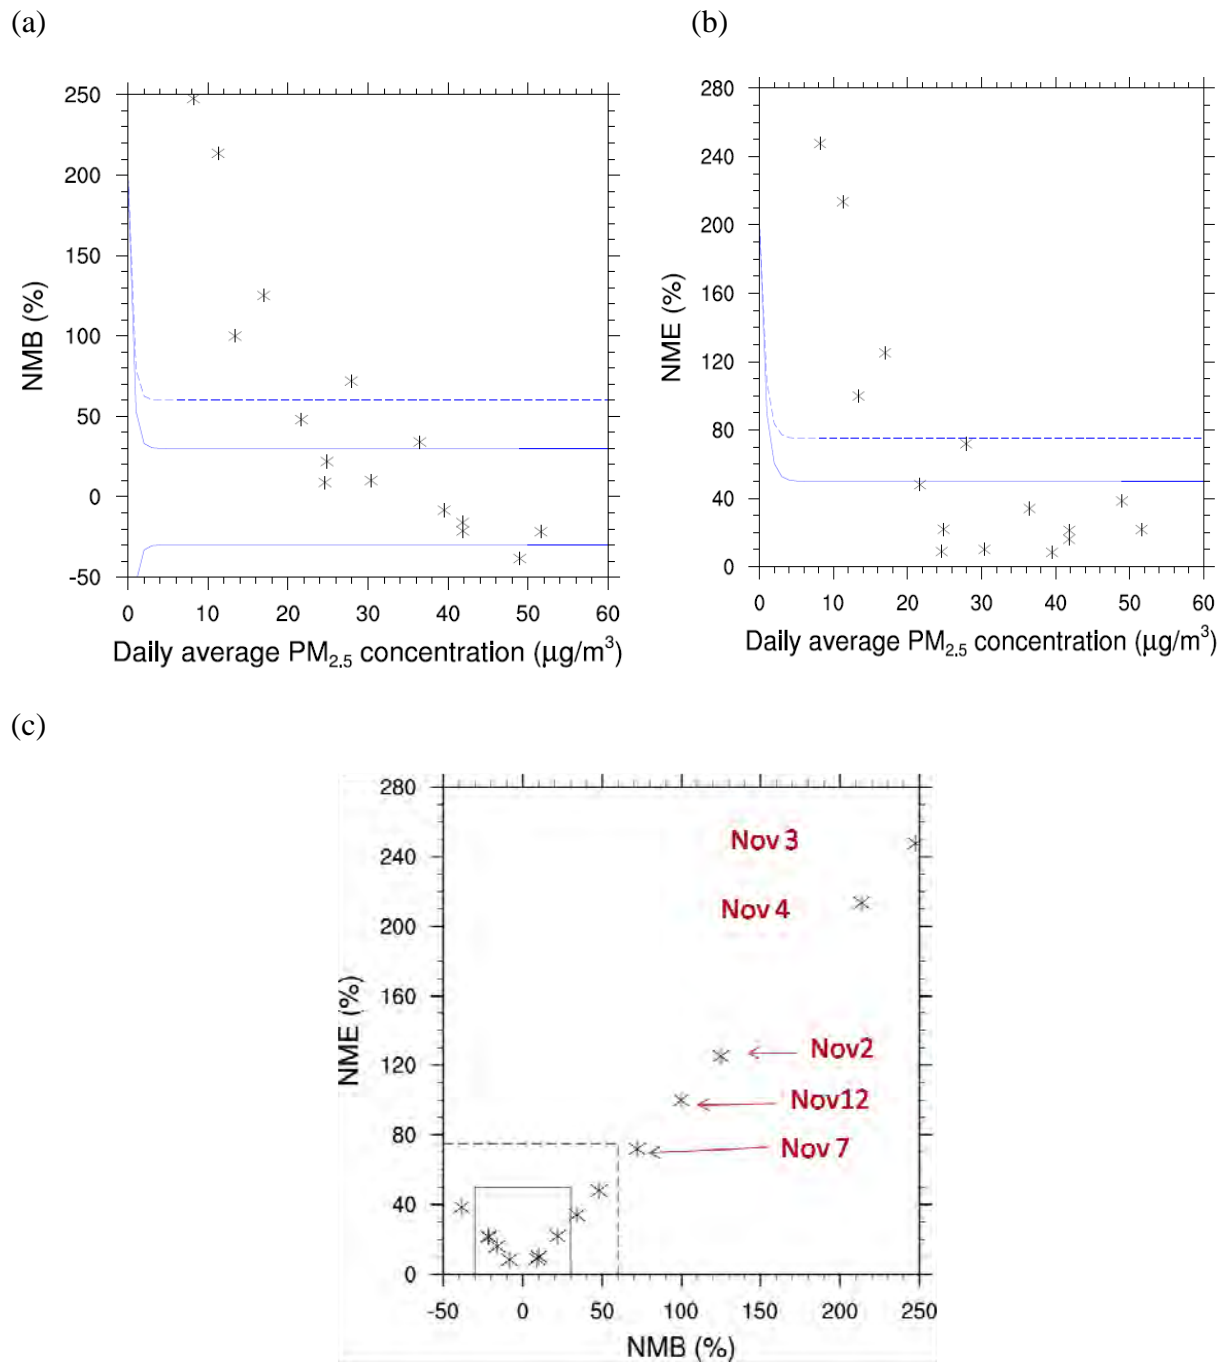 (a)
(b)
250
200
150
100
50
0
-50
NMB (%)
0 10 20 30 40 50 60
Daily average PM2.5 concentration (μg/m3)
280
240
200
160
120
80
40
0
NME (%)
0 10 20 30 40 50 60
Daily average PM2.5 concentration (μg/m3)
(c)
280
240
200
160
120
80
40
0
NME (%)
Nov 3
Nov 4
Nov2
Nov12
Nov 7
-50 0 50 100 150 200 250
NMB (%)